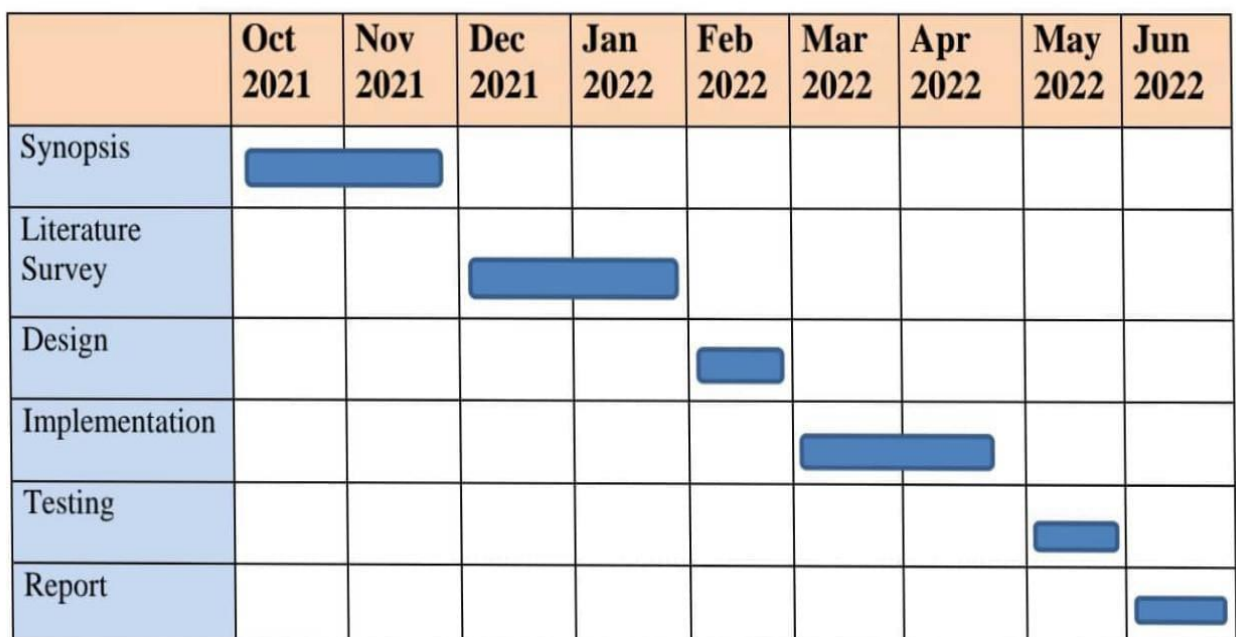 Oct Nov Dec Jan Feb Mar Apr May Jun
2021 2021 2021 2022 2022 2022 2022 2022 2022
Synopsis
Literature
Survey
Design
Implementation
Testing
Report